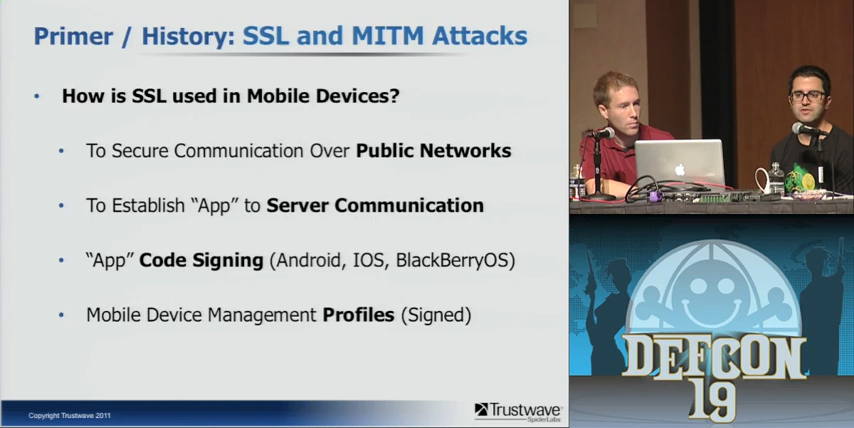 Primer / History: SSL and MITM Attacks
• How is SSL used in Mobile Devices?
• To Secure Communication Over Public Networks
• To Establish “App” to Server Communication
• “App” Code Signing (Android, IOS, BlackBerryOS)
• Mobile Device Management Profiles (Signed)
Copyright Trustwave 2011
Trustwave®
SpiderLabs
DEFCON
19